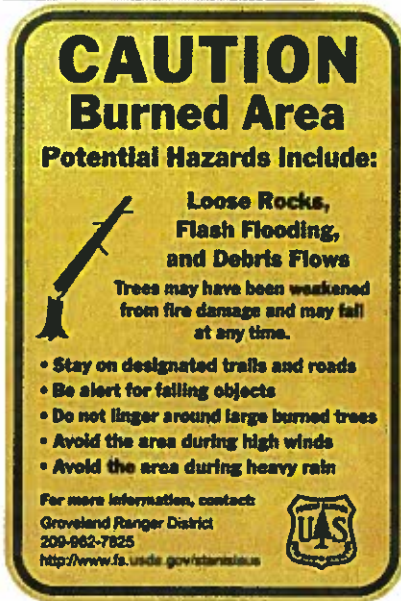 CAUTION
Burned Area
Potential Hazards Include:
Loose Rocks,
Flash Flooding,
and Debris Flows
Trees may have been weakened
from fire damage and may fall
at any time.
• Stay on designated trails and roads
• Be alert for falling objects
• Do not linger around large burned trees
• Avoid the area during high winds
• Avoid the area during heavy rain
For more information, contact:
Groveland Ranger District
209-962-7825
http://www.fs.usda.gov/stanislaus
FOREST SERVICE
U S